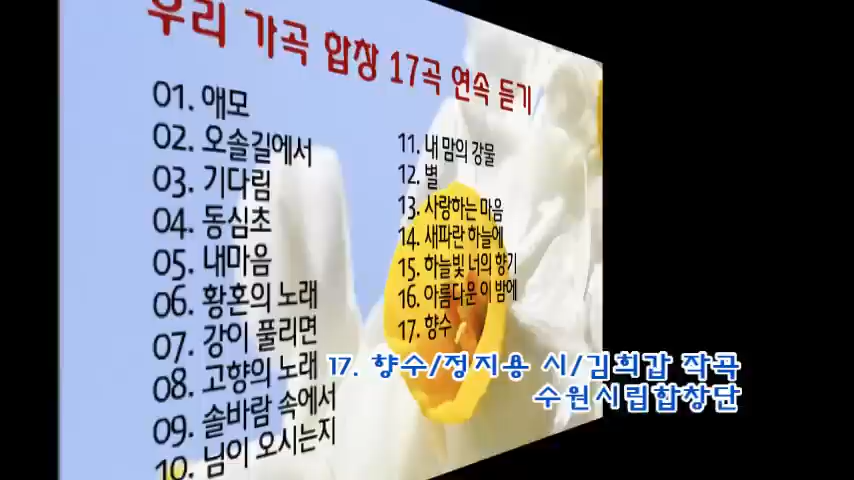 우리 가곡 합창 17곡 연속 듣기
01. 애모
02. 오솔길에서
03. 기다림
04. 동심초
05. 내마음
06. 황혼의 노래
07. 강이 풀리면
08. 고향의 노래
09. 솔바람 속에서
10. 님이 오시는지
11. 내 맘의 강물
12. 별
13. 사랑하는 마음
14. 새파란 하늘에
15. 하늘빛 너의 향기
16. 아름다운 이 밤에
17. 향수
17. 향수/정지용 시/김희갑 작곡
수원시립합창단